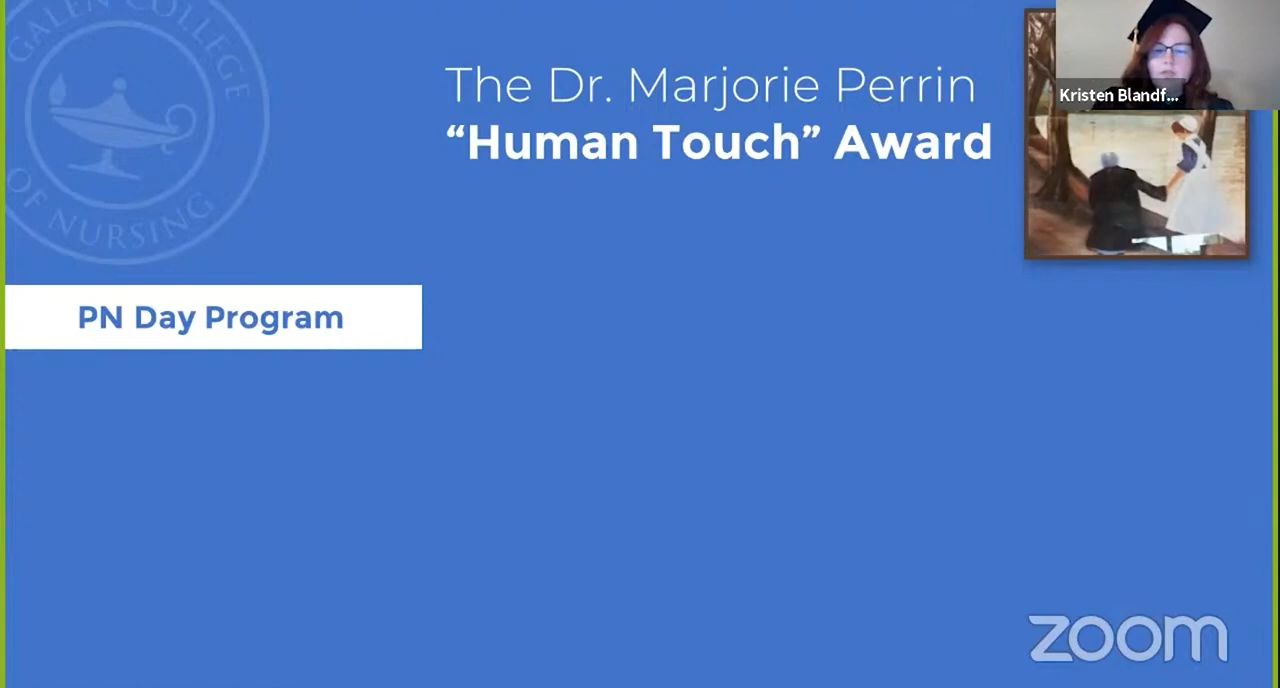 GALEN COLLEGE
OF NURSING
The Dr. Marjorie Perrin
“Human Touch” Award
Kristen Blandf...
PN Day Program
zoom